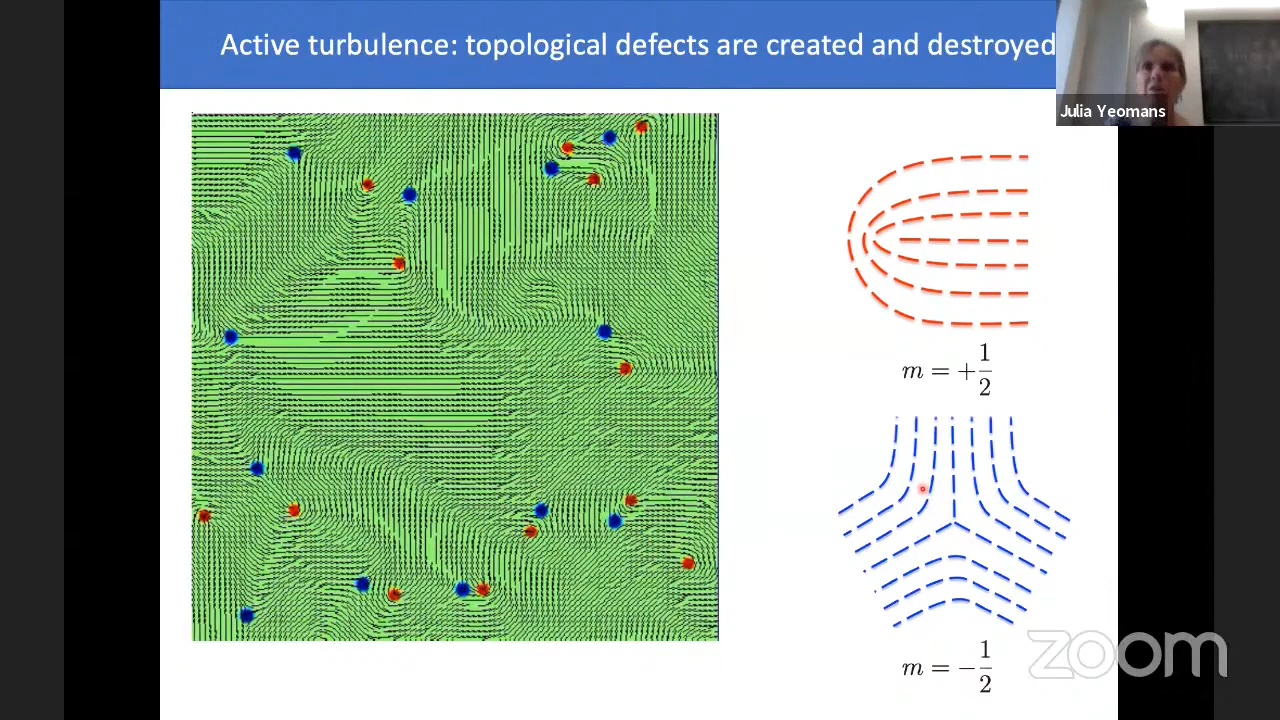 Active turbulence: topological defects are created and destroyed
Julia Yeomans
m = +1/2
m = −1/2
zoom